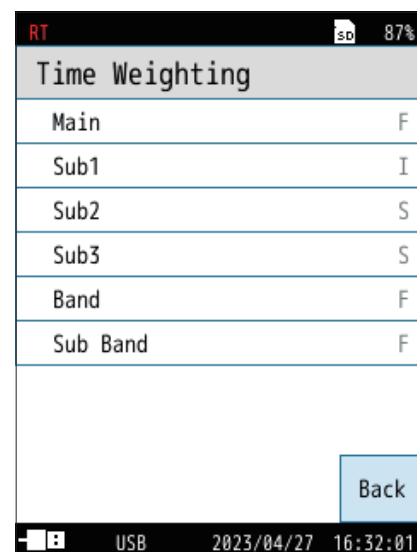 RT SD 87%
Time Weighting
Main F
Sub1 I
Sub2 S
Sub3 S
Band F
Sub Band F
Back
USB 2023/04/27 16:32:01